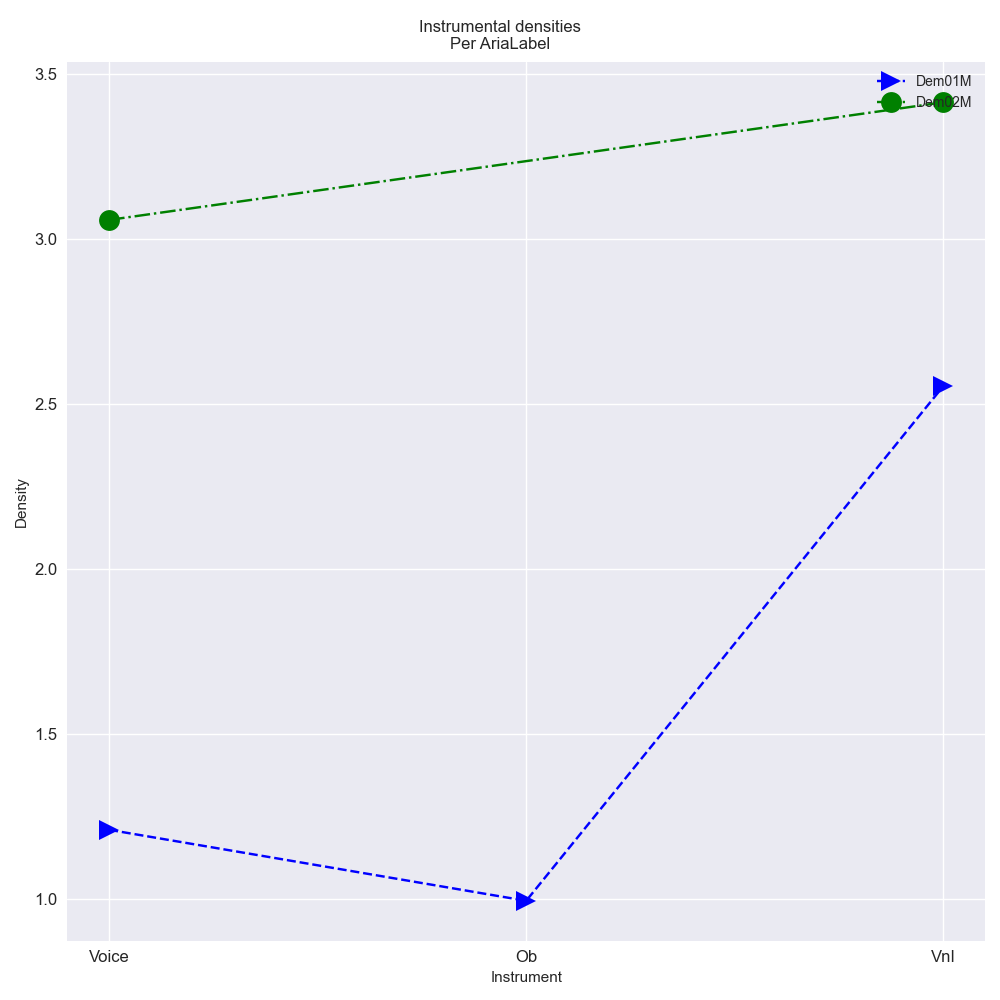 Instrumental densities
Per AriaLabel
3.5
3.0
2.5
2.0
1.5
1.0
Density
Dem01M
Dem02M
Voice
Ob
Vnl
Instrument